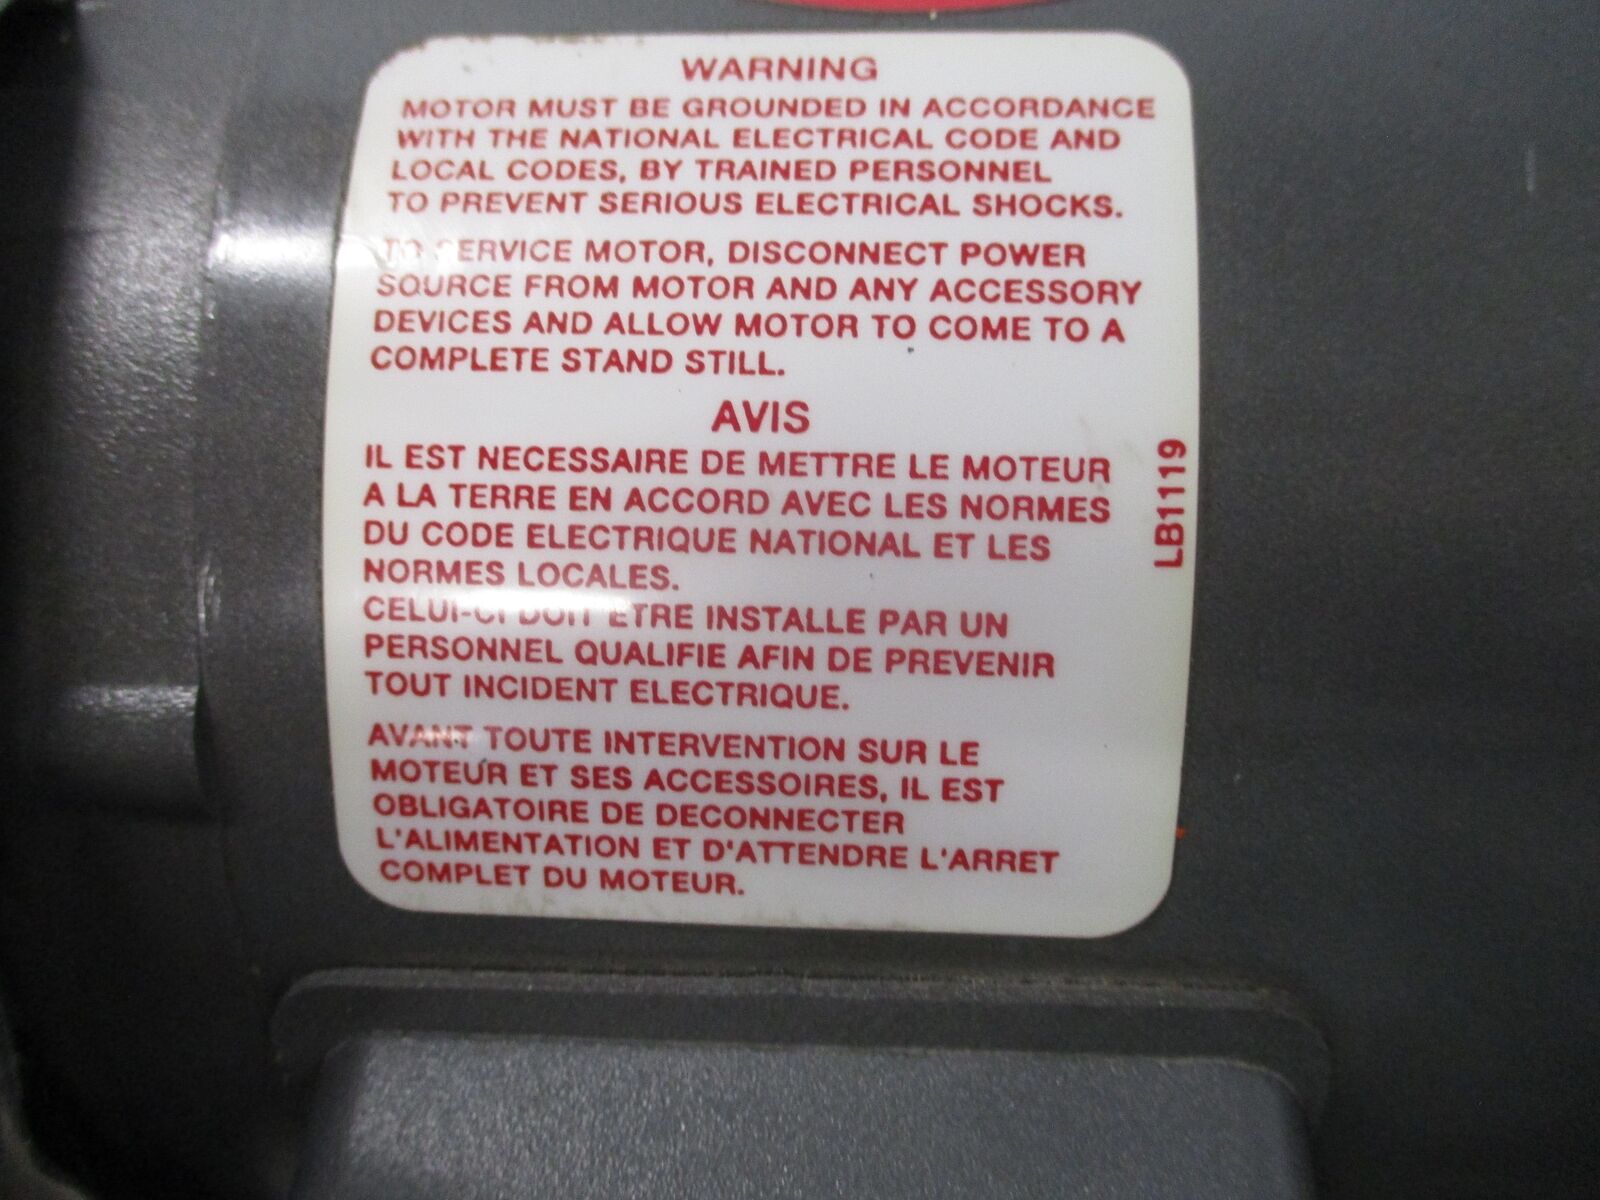 WARNING
MOTOR MUST BE GROUNDED IN ACCORDANCE
WITH THE NATIONAL ELECTRICAL CODE AND
LOCAL CODES, BY TRAINED PERSONNEL
TO PREVENT SERIOUS ELECTRICAL SHOCKS.
TO SERVICE MOTOR, DISCONNECT POWER
SOURCE FROM MOTOR AND ANY ACCESSORY
DEVICES AND ALLOW MOTOR TO COME TO A
COMPLETE STAND STILL.
AVIS
IL EST NECESSAIRE DE METTRE LE MOTEUR
A LA TERRE EN ACCORD AVEC LES NORMES
DU CODE ELECTRIQUE NATIONAL ET LES
NORMES LOCALES.
CELUI-CI DOIT ETRE INSTALLE PAR UN
PERSONNEL QUALIFIE AFIN DE PREVENIR
TOUT INCIDENT ELECTRIQUE.
AVANT TOUTE INTERVENTION SUR LE
MOTEUR ET SES ACCESSOIRES, IL EST
OBLIGATOIRE DE DECONNECTER
L'ALIMENTATION ET D'ATTENDRE L'ARRET
COMPLET DU MOTEUR.
LB1119